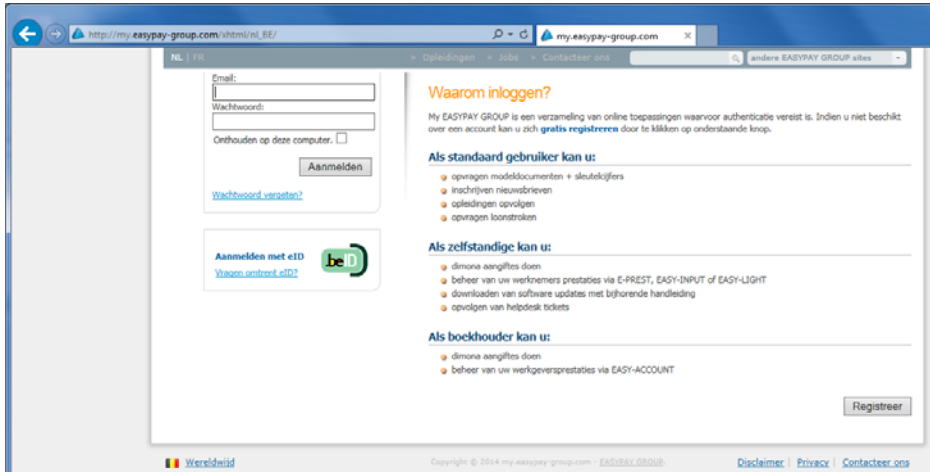 http://my.easypay-group.com/xhtml/nl_BE/
my.easypay-group.com
NL | FR
Opleidingen
Jobs
Contacteer ons
andere EASYPAY GROUP sites
Email:
Wachtwoord:
Onthouden op deze computer.
Aanmelden
Wachtwoord vergeten?
Aanmelden met eID
Vragen omtrent eID?
.beID
Waarom inloggen?
My EASYPAY GROUP is een verzameling van online toepassingen waarvoor authenticatie vereist is. Indien u niet beschikt
over een account kan u zich gratis registreren door te klikken op onderstaande knop.
Als standaard gebruiker kan u:
opvragen modeldocumenten + sleutelcijfers
inschrijven nieuwsbrieven
opleidingen opvolgen
opvragen loonstroken
Als zelfstandige kan u:
dimona aangiftes doen
beheer van uw werknemers prestaties via E-PREST, EASY-INPUT of EASY-LIGHT
downloaden van software updates met bijhorende handleiding
opvolgen van helpdesk tickets
Als boekhouder kan u:
dimona aangiftes doen
beheer van uw werkgeversprestaties via EASY-ACCOUNT
Registreer
Wereldwijd
Copyright © 2014 my.easypay-group.com - EASYPAY GROUP.
Disclaimer | Privacy | Contacteer ons